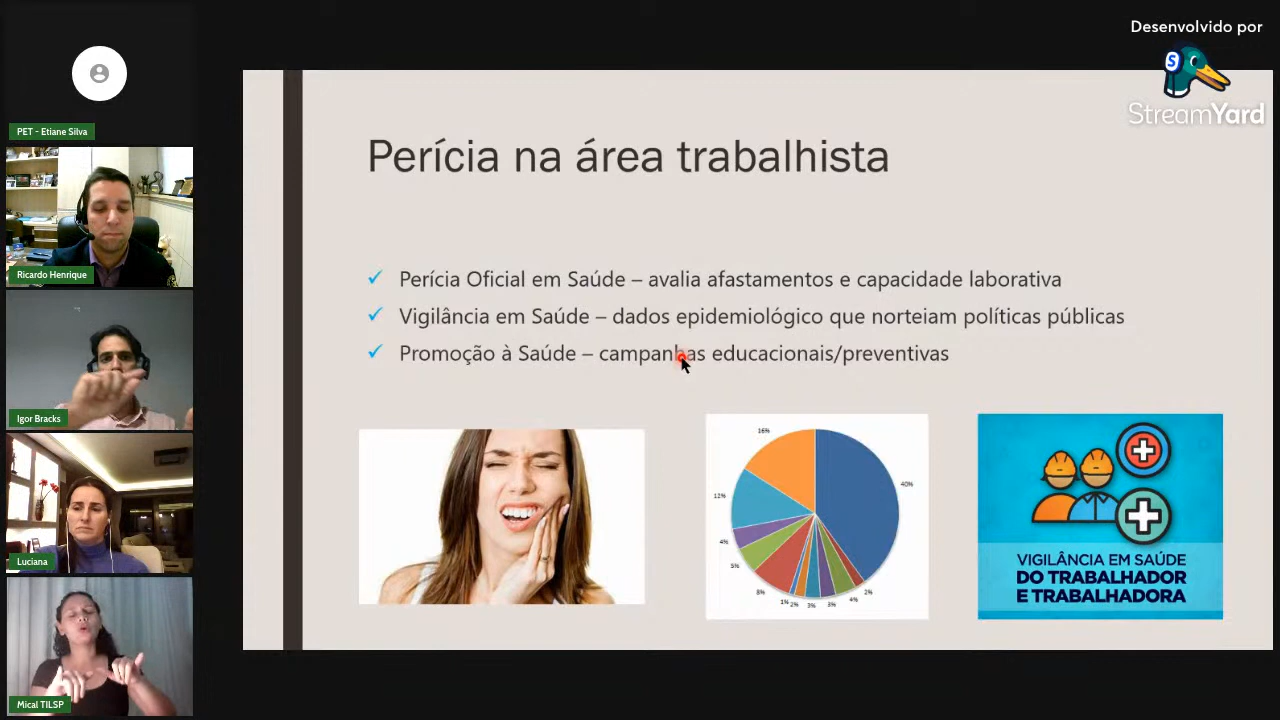 Desenvolvido por
StreamYard
PET - Etiane Silva
Ricardo Henrique
Igor Bracks
Luciana
Mical TILSP
Perícia na área trabalhista
✓ Perícia Oficial em Saúde – avalia afastamentos e capacidade laborativa
✓ Vigilância em Saúde – dados epidemiológico que norteiam políticas públicas
✓ Promoção à Saúde – campanhas educacionais/preventivas
16%
40%
12%
4%
5%
8%
1%
2%
3%
3%
4%
2%
VIGILÂNCIA EM SAÚDE
DO TRABALHADOR
E TRABALHADORA